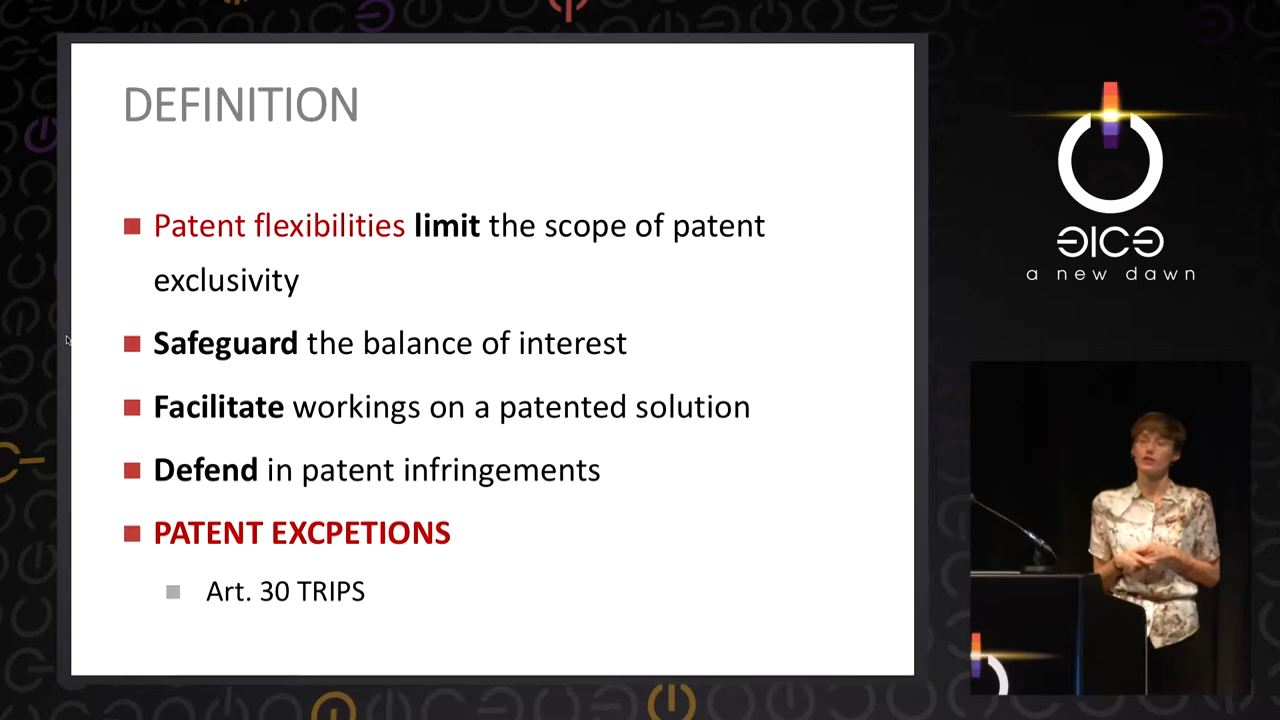 DEFINITION
Patent flexibilities limit the scope of patent
exclusivity
Safeguard the balance of interest
Facilitate workings on a patented solution
Defend in patent infringements
PATENT EXCPETIONS
Art. 30 TRIPS
a new dawn